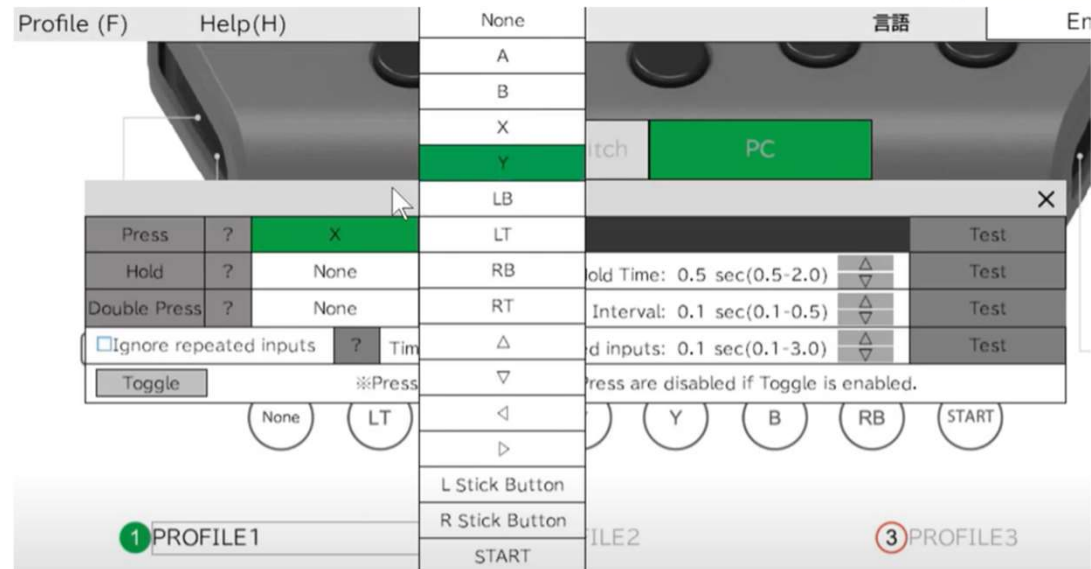 Profile (F) Help(H) 言語 En
None
A
B
X
Y
LB
LT
RB
RT
△
▽
◁
▷
L Stick Button
R Stick Button
START
itch PC
×
Press ? X Test
Hold ? None old Time: 0.5 sec(0.5-2.0) △ ▽ Test
Double Press ? None Interval: 0.1 sec(0.1-0.5) △ ▽ Test
□Ignore repeated inputs ? Tim d inputs: 0.1 sec(0.1-3.0) △ ▽ Test
Toggle ※Press Press are disabled if Toggle is enabled.
None LT Y B RB START
1 PROFILE1 FILE2 3 PROFILE3